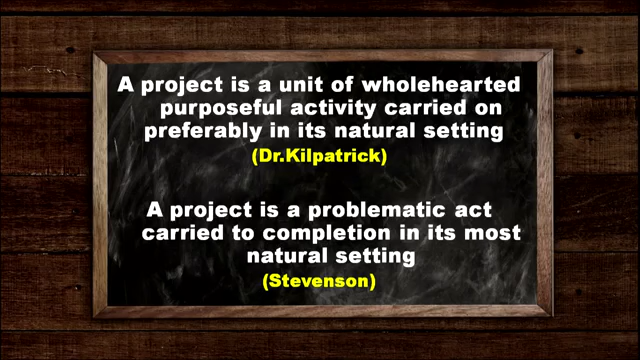 A project is a unit of wholehearted
purposeful activity carried on
preferably in its natural setting
(Dr.Kilpatrick)
A project is a problematic act
carried to completion in its most
natural setting
(Stevenson)